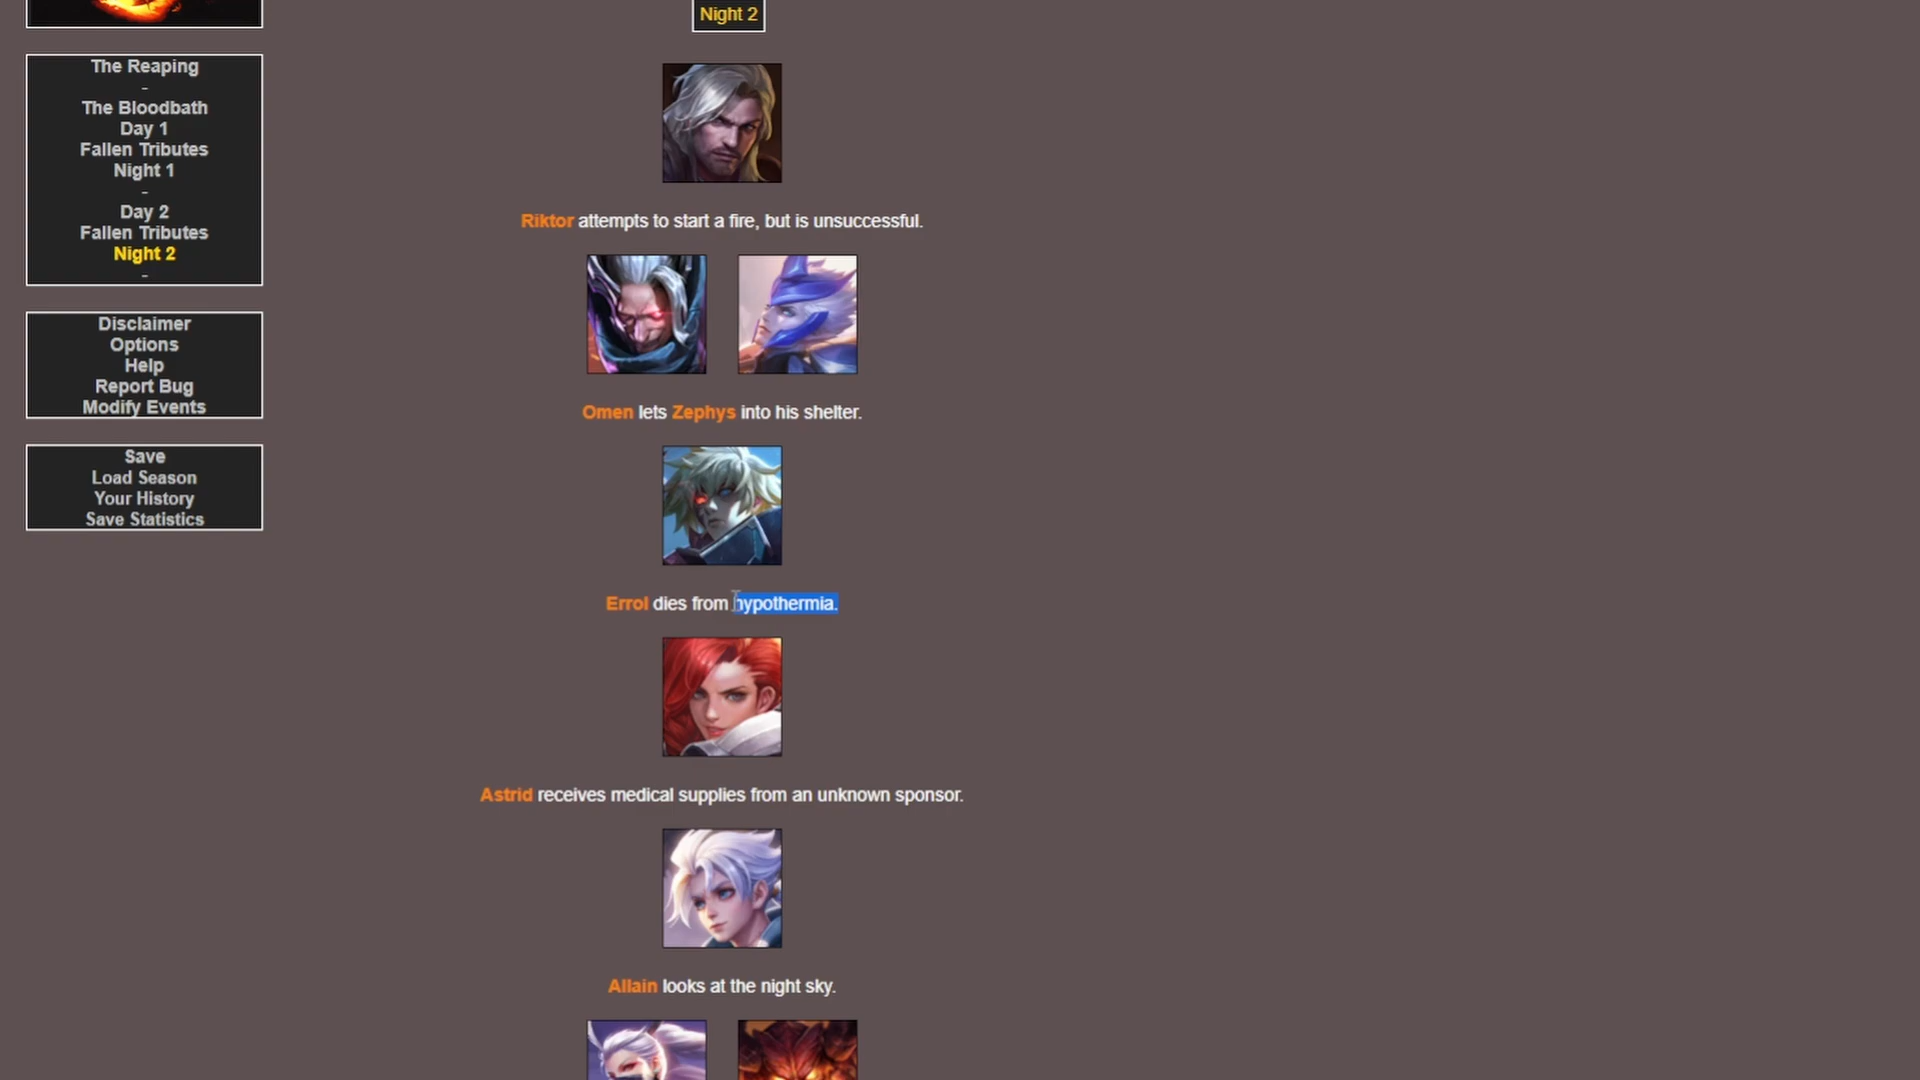 Night 2
The Reaping
-
The Bloodbath
Day 1
Fallen Tributes
Night 1
-
Day 2
Fallen Tributes
Night 2
-
Disclaimer
Options
Help
Report Bug
Modify Events
Save
Load Season
Your History
Save Statistics
Riktor attempts to start a fire, but is unsuccessful.
Omen lets Zephys into his shelter.
Errol dies from hypothermia.
Astrid receives medical supplies from an unknown sponsor.
Allain looks at the night sky.